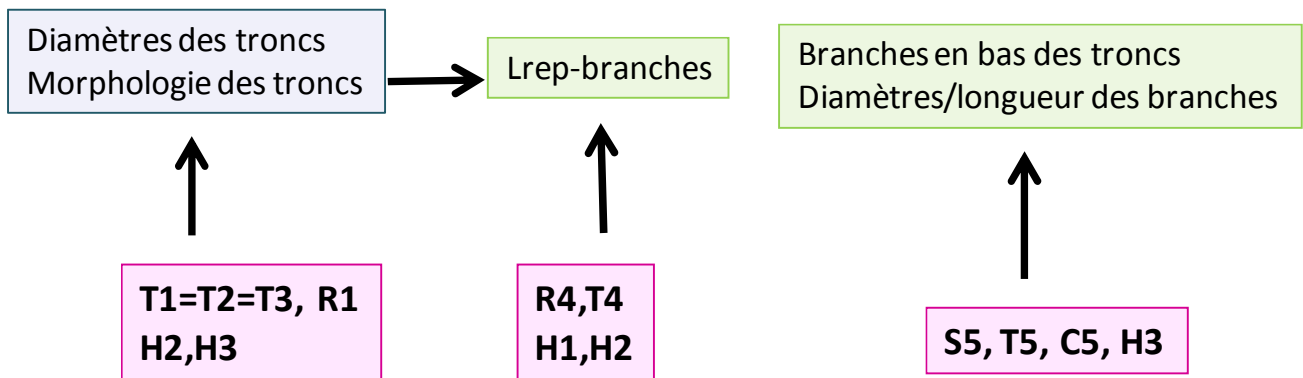 Diamètres des troncs
Morphologie des troncs
Lrep-branches
Branches en bas des troncs
Diamètres/longueur des branches
T1=T2=T3, R1
H2,H3
R4,T4
H1,H2
S5, T5, C5, H3